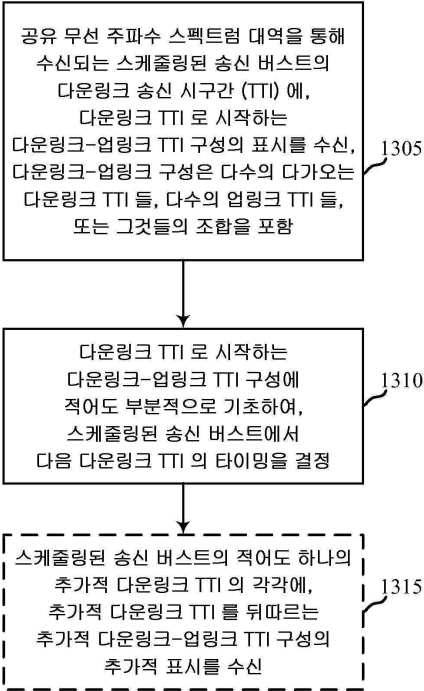 공유 무선 주파수 스펙트럼 대역을 통해
수신되는 스케줄링된 송신 버스트의
다운링크 송신 시구간 (TTI) 에,
다운링크 TTI 로 시작하는
다운링크-업링크 TTI 구성의 표시를 수신,
다운링크-업링크 구성은 다수의 다가오는
다운링크 TTI 들, 다수의 업링크 TTI 들,
또는 그것들의 조합을 포함
1305
다운링크 TTI 로 시작하는
다운링크-업링크 TTI 구성에
적어도 부분적으로 기초하여,
스케줄링된 송신 버스트에서
다음 다운링크 TTI 의 타이밍을 결정
1310
스케줄링된 송신 버스트의 적어도 하나의
추가적 다운링크 TTI 의 각각에,
추가적 다운링크 TTI 를 뒤따르는
추가적 다운링크-업링크 TTI 구성의
추가적 표시를 수신
1315